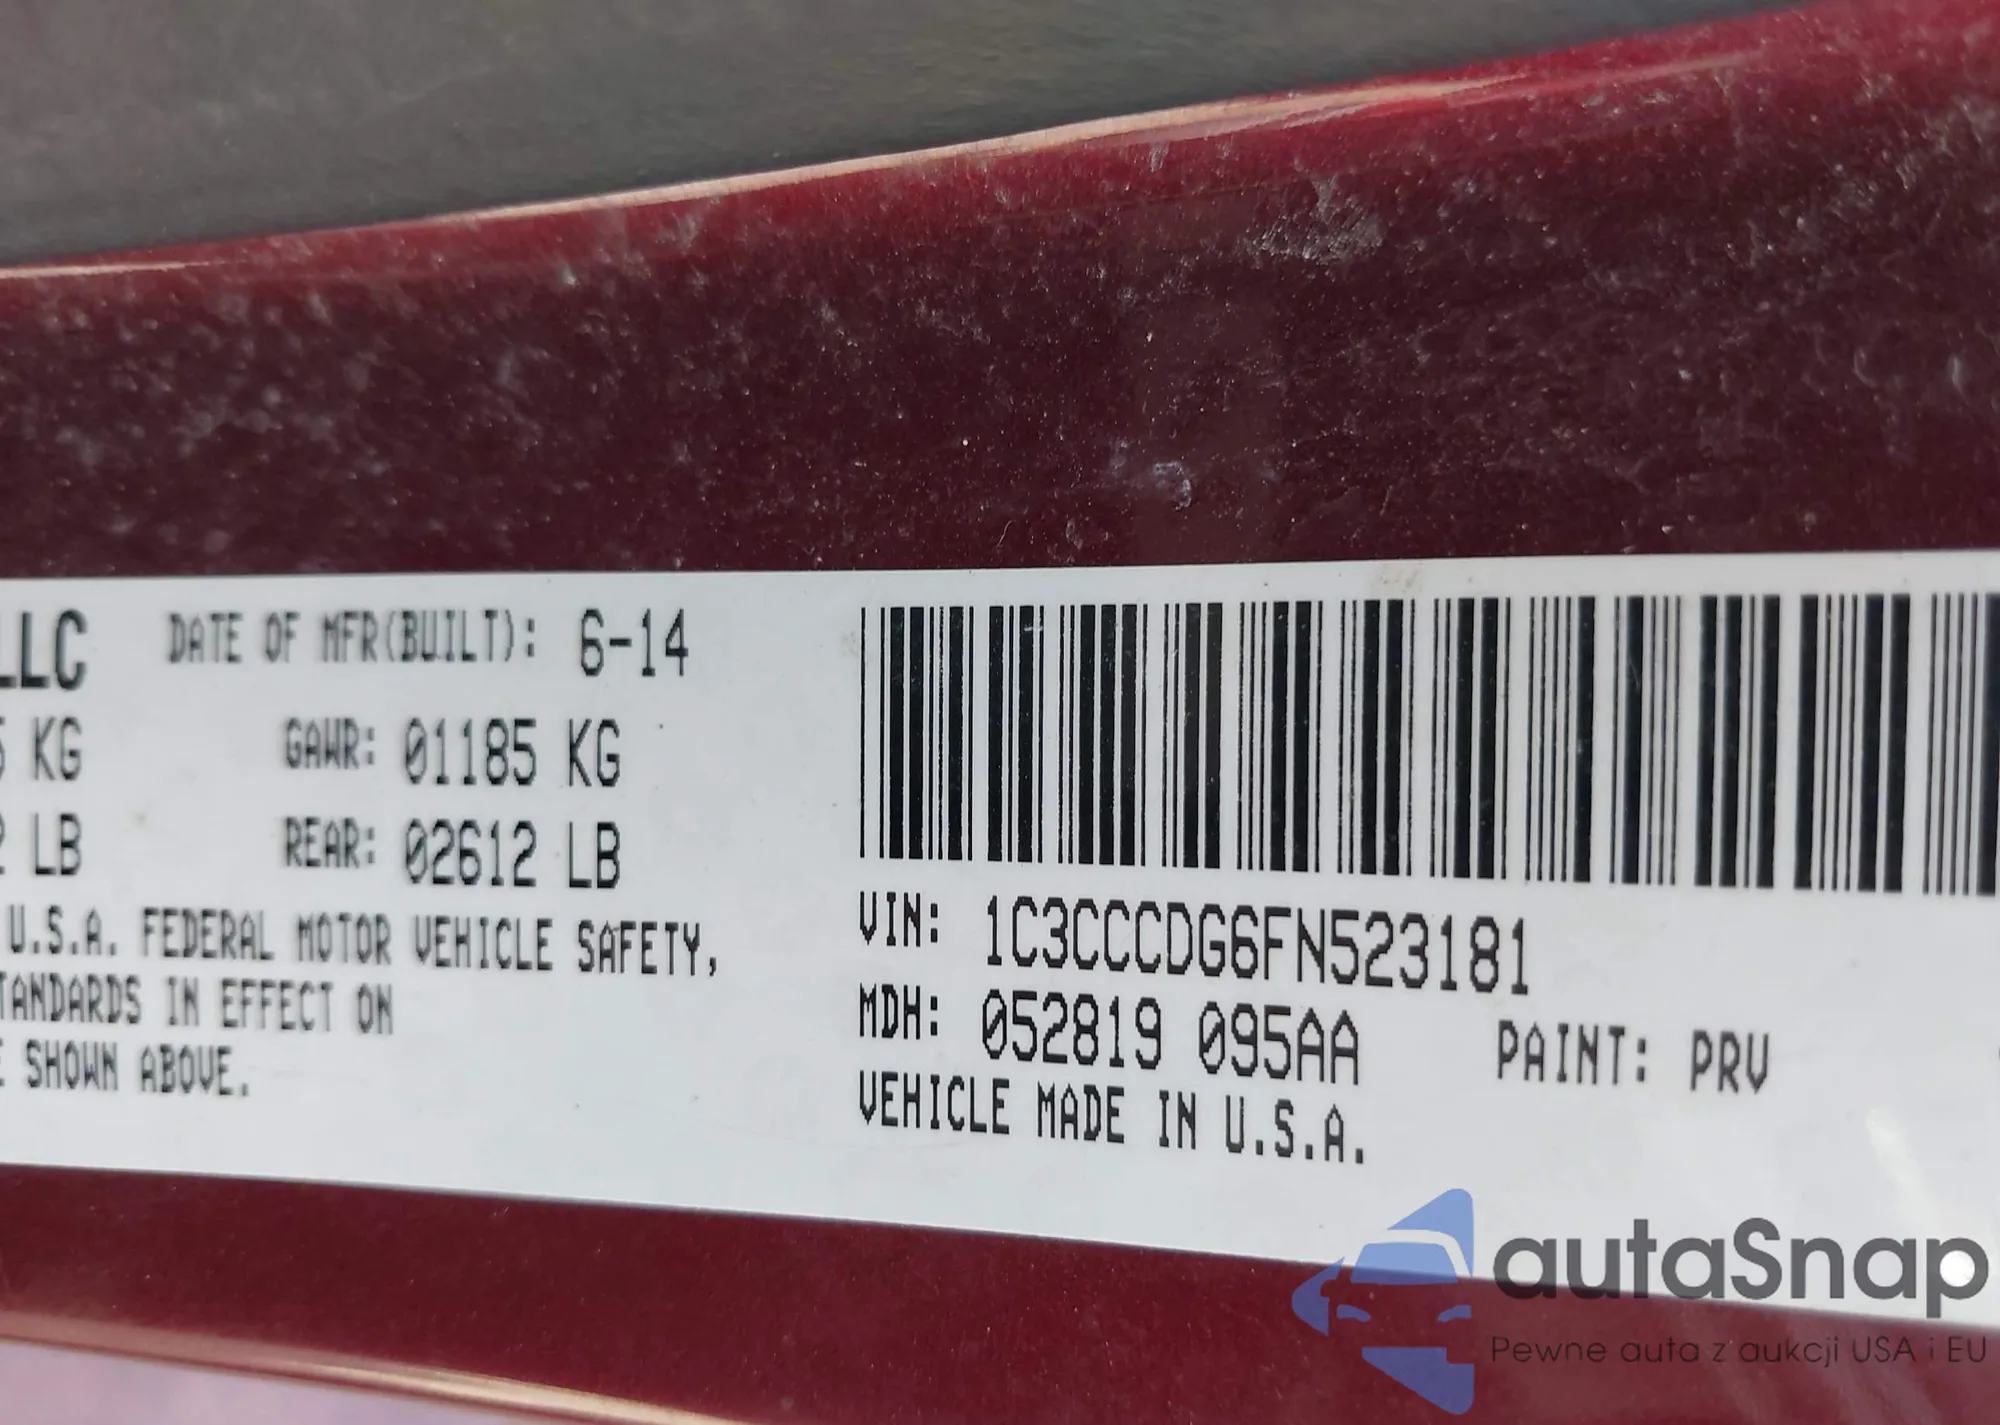 LLC DATE OF MFR(BUILT): 6-14
KG GAWR: 01185 KG
LB REAR: 02612 LB
U.S.A. FEDERAL MOTOR VEHICLE SAFETY,
TANDARDS IN EFFECT ON
SHOWN ABOVE.
VIN: 1C3CCCDG6FN523181
MDH: 052819 095AA PAINT: PRV
VEHICLE MADE IN U.S.A.
autaSnap
Pewne auta z aukcji USA i EU